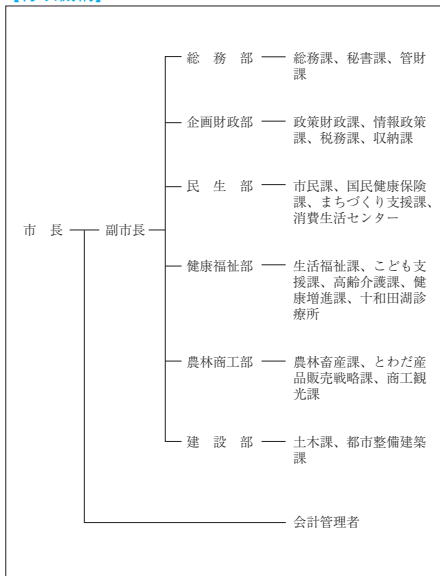 総務部 総務課、秘書課、管財
課
企画財政部 政策財政課、情報政策
課、税務課、収納課
民生部 市民課、国民健康保険
課、まちづくり支援課、
消費生活センター
市長 副市長
健康福祉部 生活福祉課、こども支
援課、高齢介護課、健
康増進課、十和田湖診
療所
農林商工部 農林畜産課、とわだ産
品販売戦略課、商工観
光課
建設部 土木課、都市整備建築
課
会計管理者